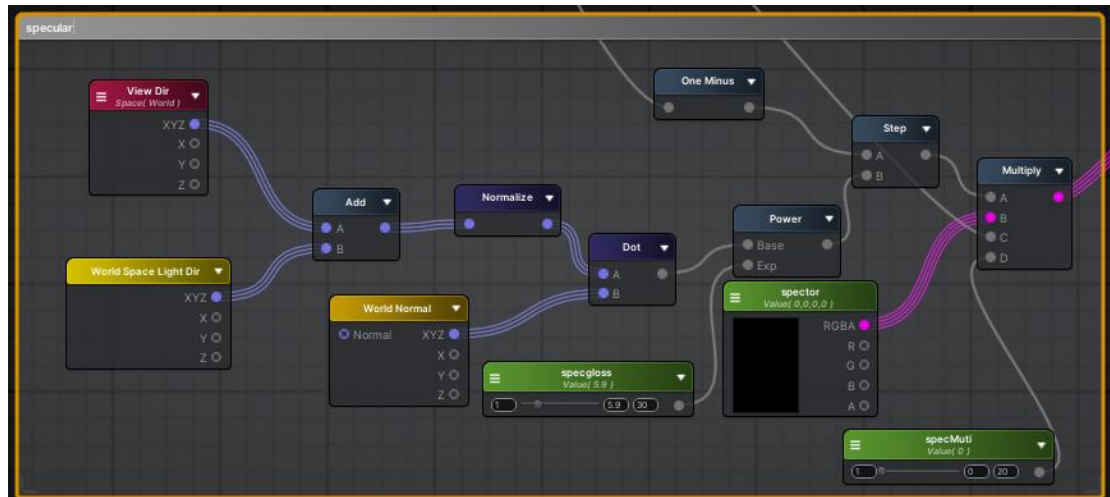 specular
View Dir
Space( World )
XYZ
X
Y
Z
One Minus
Step
A
B
Multiply
A
B
C
D
Add
A
B
Normalize
Dot
A
B
Power
Base
Exp
World Space Light Dir
XYZ
X
Y
Z
World Normal
Normal XYZ
X
Y
Z
spector
Value( 0,0,0,0 )
RGBA
R
G
B
A
specgloss
Value( 5.9 )
1 5.9 30
specMuti
Value( 0 )
1 0 20